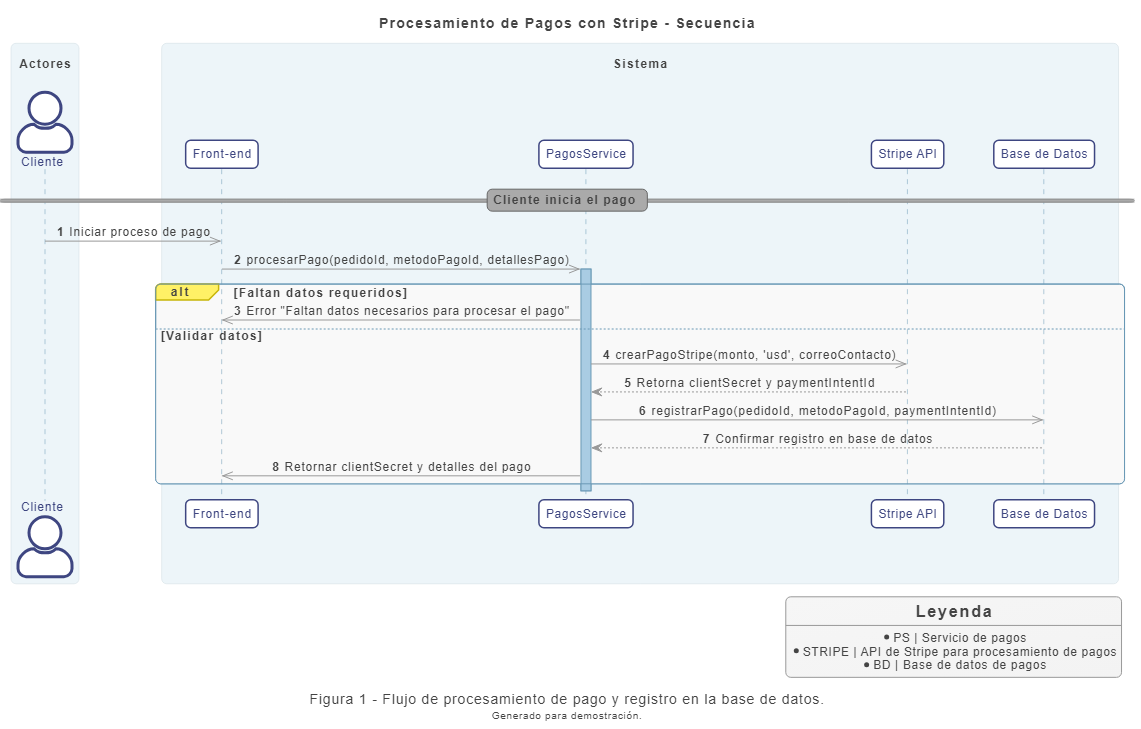 Procesamiento de Pagos con Stripe - Secuencia
Actores
Sistema
Cliente
Front-end
PagosService
Stripe API
Base de Datos
Cliente inicia el pago
1 Iniciar proceso de pago
2 procesarPago(pedidoId, metodoPagoId, detallesPago)
alt [Faltan datos requeridos]
3 Error "Faltan datos necesarios para procesar el pago"
[Validar datos]
4 crearPagoStripe(monto, 'usd', correoContacto)
5 Retorna clientSecret y paymentIntentId
6 registrarPago(pedidoId, metodoPagoId, paymentIntentId)
7 Confirmar registro en base de datos
8 Retornar clientSecret y detalles del pago
Cliente
Front-end
PagosService
Stripe API
Base de Datos
Leyenda
• PS | Servicio de pagos
• STRIPE | API de Stripe para procesamiento de pagos
• BD | Base de datos de pagos
Figura 1 - Flujo de procesamiento de pago y registro en la base de datos.
Generado para demostración.